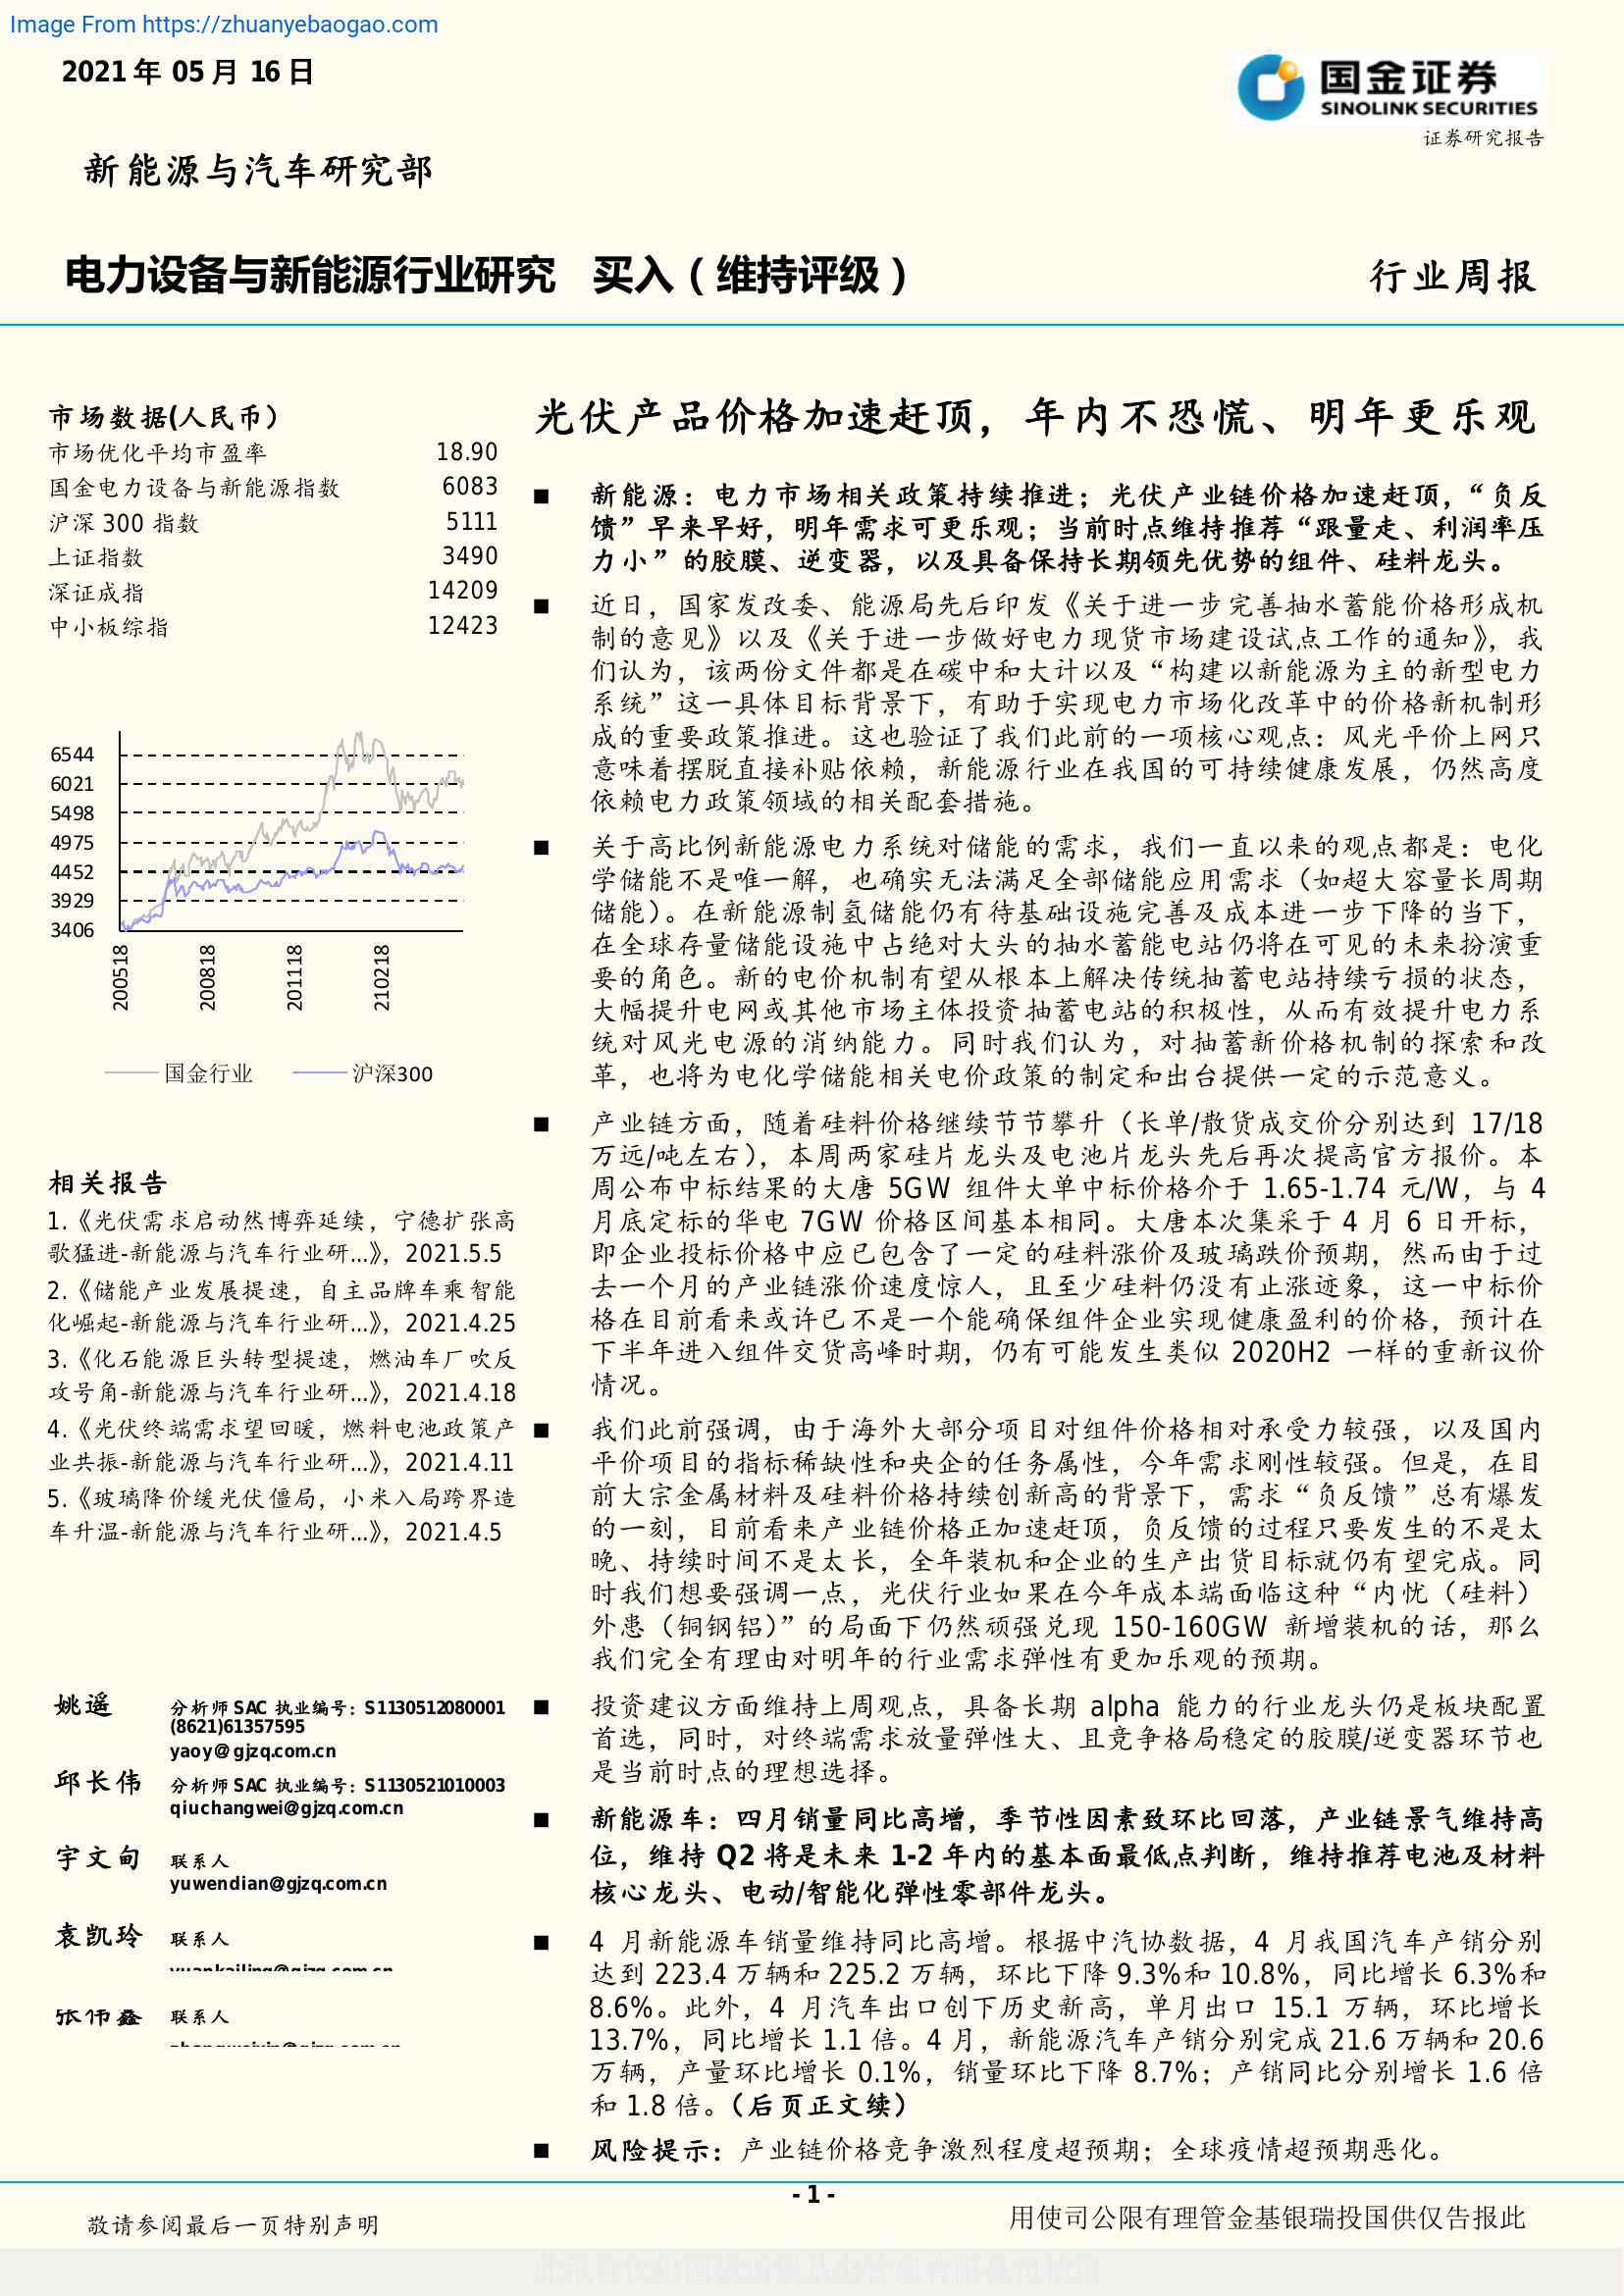 Image From https://zhuanyebaogao.com
2021 年 05 月 16 日
国金证券
SINOLINK SECURITIES
证券研究报告
新能源与汽车研究部
电力设备与新能源行业研究 买入（维持评级）
行业周报
市场数据(人民币）
市场优化平均市盈率 18.90
国金电力设备与新能源指数 6083
沪深 300 指数 5111
上证指数 3490
深证成指 14209
中小板综指 12423
6544
6021
5498
4975
4452
3929
3406
200518
200818
201118
210218
国金行业 沪深300
相关报告
1.《光伏需求启动然博弈延续，宁德扩张高
歌猛进-新能源与汽车行业研...》，2021.5.5
2.《储能产业发展提速，自主品牌车乘智能
化崛起-新能源与汽车行业研...》，2021.4.25
3.《化石能源巨头转型提速，燃油车厂吹反
攻号角-新能源与汽车行业研...》，2021.4.18
4.《光伏终端需求望回暖，燃料电池政策产
业共振-新能源与汽车行业研...》，2021.4.11
5.《玻璃降价缓光伏僵局，小米入局跨界造
车升温-新能源与汽车行业研...》，2021.4.5
姚遥 分析师 SAC 执业编号：S1130512080001
(8621)61357595
yaoy@gjzq.com.cn
邱长伟 分析师 SAC 执业编号：S1130521010003
qiuchangwei@gjzq.com.cn
宇文甸 联系人
yuwendian@gjzq.com.cn
袁凯玲 联系人
yuankailing@gjzq.com.cn
张伟鑫 联系人
zhangweixin@gjzq.com.cn
光伏产品价格加速赶顶，年内不恐慌、明年更乐观
■ 新能源：电力市场相关政策持续推进；光伏产业链价格加速赶顶，“负反
馈”早来早好，明年需求可更乐观；当前时点维持推荐“跟量走、利润率压
力小”的胶膜、逆变器，以及具备保持长期领先优势的组件、硅料龙头。
■ 近日，国家发改委、能源局先后印发《关于进一步完善抽水蓄能价格形成机
制的意见》以及《关于进一步做好电力现货市场建设试点工作的通知》，我
们认为，该两份文件都是在碳中和大计以及“构建以新能源为主的新型电力
系统”这一具体目标背景下，有助于实现电力市场化改革中的价格新机制形
成的重要政策推进。这也验证了我们此前的一项核心观点：风光平价上网只
意味着摆脱直接补贴依赖，新能源行业在我国的可持续健康发展，仍然高度
依赖电力政策领域的相关配套措施。
■ 关于高比例新能源电力系统对储能的需求，我们一直以来的观点都是：电化
学储能不是唯一解，也确实无法满足全部储能应用需求（如超大容量长周期
储能）。在新能源制氢储能仍有待基础设施完善及成本进一步下降的当下，
在全球存量储能设施中占绝对大头的抽水蓄能电站仍将在可见的未来扮演重
要的角色。新的电价机制有望从根本上解决传统抽蓄电站持续亏损的状态，
大幅提升电网或其他市场主体投资抽蓄电站的积极性，从而有效提升电力系
统对风光电源的消纳能力。同时我们认为，对抽蓄新价格机制的探索和改
革，也将为电化学储能相关电价政策的制定和出台提供一定的示范意义。
■ 产业链方面，随着硅料价格继续节节攀升（长单/散货成交价分别达到 17/18
万远/吨左右），本周两家硅片龙头及电池片龙头先后再次提高官方报价。本
周公布中标结果的大唐 5GW 组件大单中标价格介于 1.65-1.74 元/W，与 4
月底定标的华电 7GW 价格区间基本相同。大唐本次集采于 4 月 6 日开标，
即企业投标价格中应已包含了一定的硅料涨价及玻璃跌价预期，然而由于过
去一个月的产业链涨价速度惊人，且至少硅料仍没有止涨迹象，这一中标价
格在目前看来或许已不是一个能确保组件企业实现健康盈利的价格，预计在
下半年进入组件交货高峰时期，仍有可能发生类似 2020H2 一样的重新议价
情况。
■ 我们此前强调，由于海外大部分项目对组件价格相对承受力较强，以及国内
平价项目的指标稀缺性和央企的任务属性，今年需求刚性较强。但是，在目
前大宗金属材料及硅料价格持续创新高的背景下，需求“负反馈”总有爆发
的一刻，目前看来产业链价格正加速赶顶，负反馈的过程只要发生的不是太
晚、持续时间不是太长，全年装机和企业的生产出货目标就仍有望完成。同
时我们想要强调一点，光伏行业如果在今年成本端面临这种“内忧（硅料）
外患（铜钢铝）”的局面下仍然顽强兑现 150-160GW 新增装机的话，那么
我们完全有理由对明年的行业需求弹性有更加乐观的预期。
■ 投资建议方面维持上周观点，具备长期 alpha 能力的行业龙头仍是板块配置
首选，同时，对终端需求放量弹性大、且竞争格局稳定的胶膜/逆变器环节也
是当前时点的理想选择。
■ 新能源车：四月销量同比高增，季节性因素致环比回落，产业链景气维持高
位，维持 Q2 将是未来 1-2 年内的基本面最低点判断，维持推荐电池及材料
核心龙头、电动/智能化弹性零部件龙头。
■ 4 月新能源车销量维持同比高增。根据中汽协数据，4 月我国汽车产销分别
达到 223.4 万辆和 225.2 万辆，环比下降 9.3%和 10.8%，同比增长 6.3%和
8.6%。此外，4 月汽车出口创下历史新高，单月出口 15.1 万辆，环比增长
13.7%，同比增长 1.1 倍。4 月，新能源汽车产销分别完成 21.6 万辆和 20.6
万辆，产量环比增长 0.1%，销量环比下降 8.7%；产销同比分别增长 1.6 倍
和 1.8 倍。（后页正文续）
■ 风险提示：产业链价格竞争激烈程度超预期；全球疫情超预期恶化。
- 1 -
敬请参阅最后一页特别声明
用使司公限有理管金基银瑞投国供仅告报此
此报告仅供国投瑞银基金管理有限公司使用